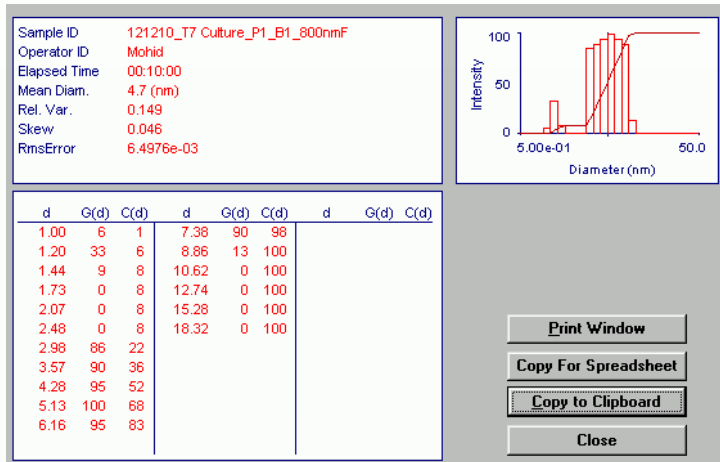 Sample ID 121210_T7 Culture_P1_B1_800nmF
Operator ID Mohid
Elapsed Time 00:10:00
Mean Diam. 4.7 (nm)
Rel. Var. 0.149
Skew 0.046
RmsError 6.4976e-03
Intensity
100
50
0
5.00e-01 50.0
Diameter (nm)
d G(d) C(d) d G(d) C(d) d G(d) C(d)
1.00 6 1 7.38 90 98
1.20 33 6 8.86 13 100
1.44 9 8 10.62 0 100
1.73 0 8 12.74 0 100
2.07 0 8 15.28 0 100
2.48 0 8 18.32 0 100
2.98 86 22
3.57 90 36
4.28 95 52
5.13 100 68
6.16 95 83
Print Window
Copy For Spreadsheet
Copy to Clipboard
Close